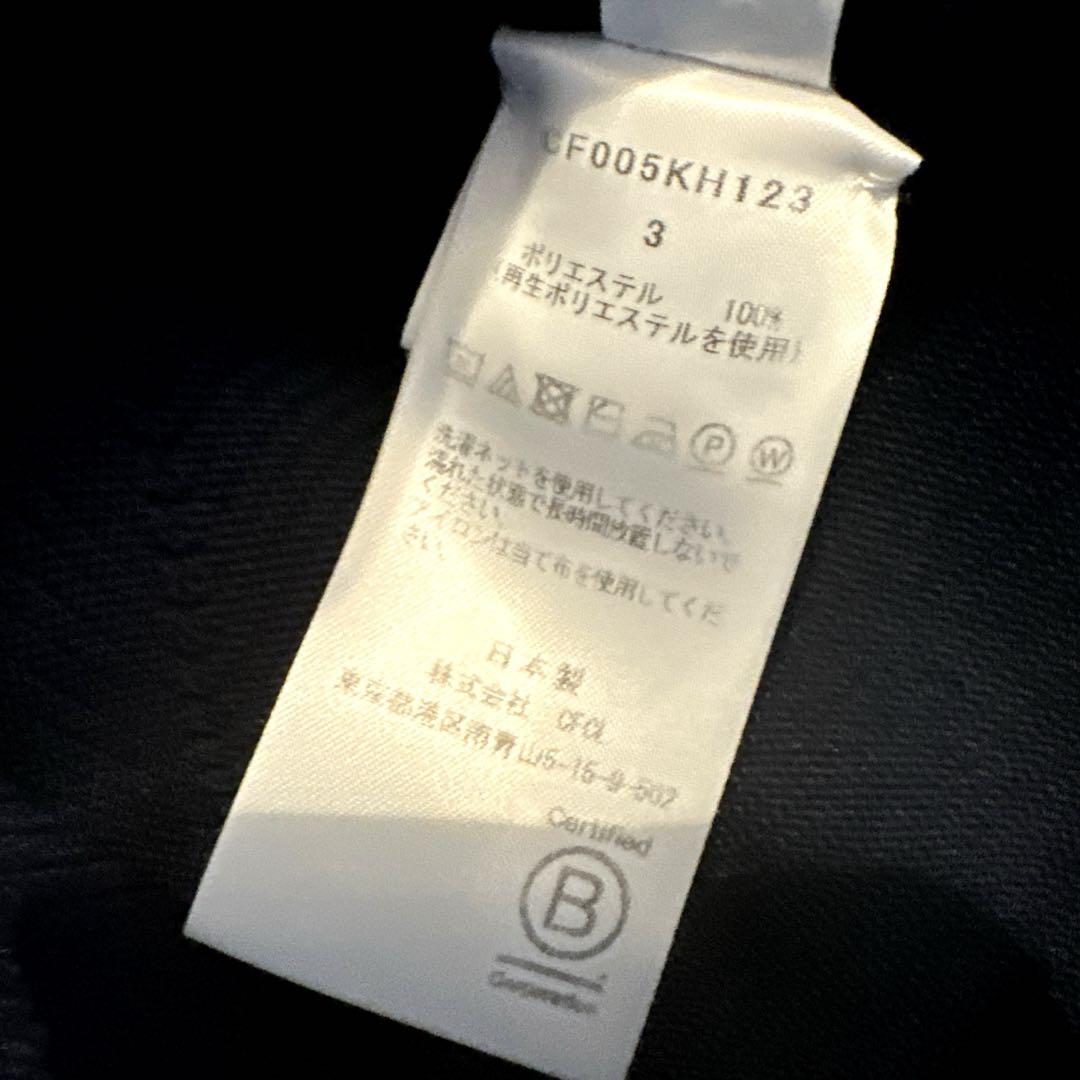 CF005KH123
3
ポリエステル 100%
(再生ポリエステルを使用)
P W
洗濯ネットを使用してください。
濡れた状態で長時間放置しないで
ください。
アイロンは当て布を使用してくだ
さい。
日本製
株式会社 CFCL
東京都港区南青山5-15-9-502
Certified
B
Corporation